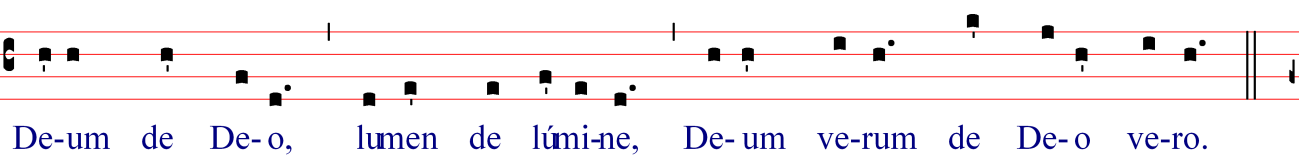 De-um de De-o, lumen de lúmi-ne, De-um ve-rum de De-o ve-ro.